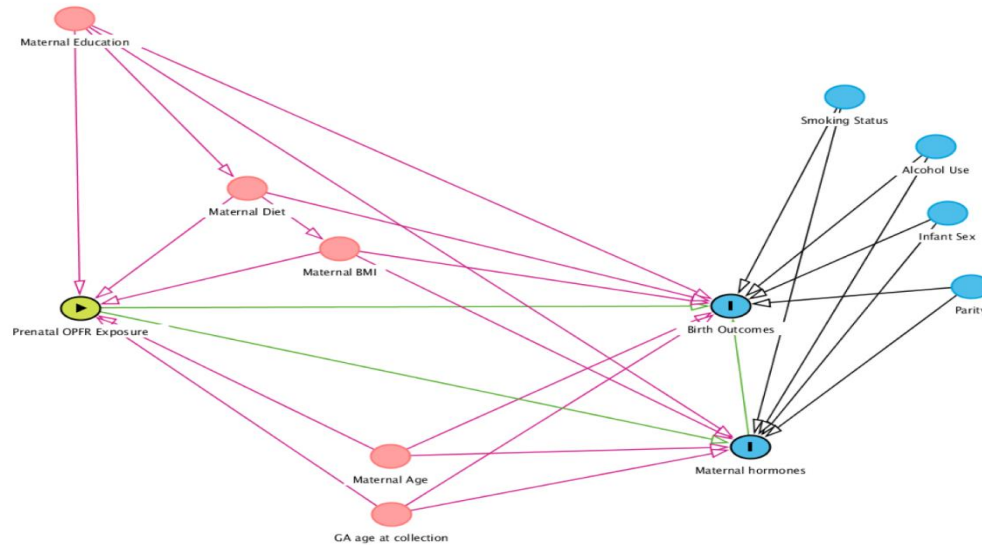 Maternal Education
Smoking Status
Alcohol Use
Maternal Diet
Infant Sex
Maternal BMI
Prenatal OPFR Exposure
Birth Outcomes
Parity
Maternal hormones
Maternal Age
GA age at collection